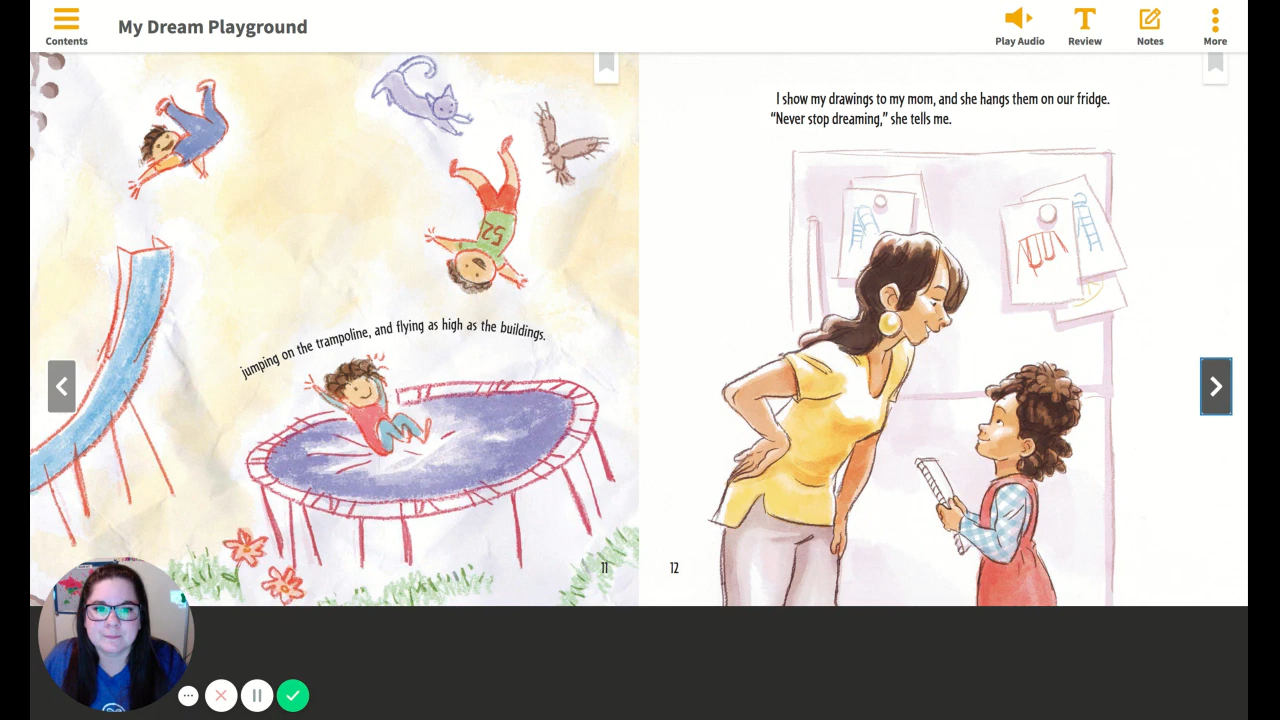 Contents
My Dream Playground
Play Audio
Review
Notes
More
52
jumping on the trampoline, and flying as high as the buildings.
11
I show my drawings to my mom, and she hangs them on our fridge.
“Never stop dreaming,” she tells me.
12